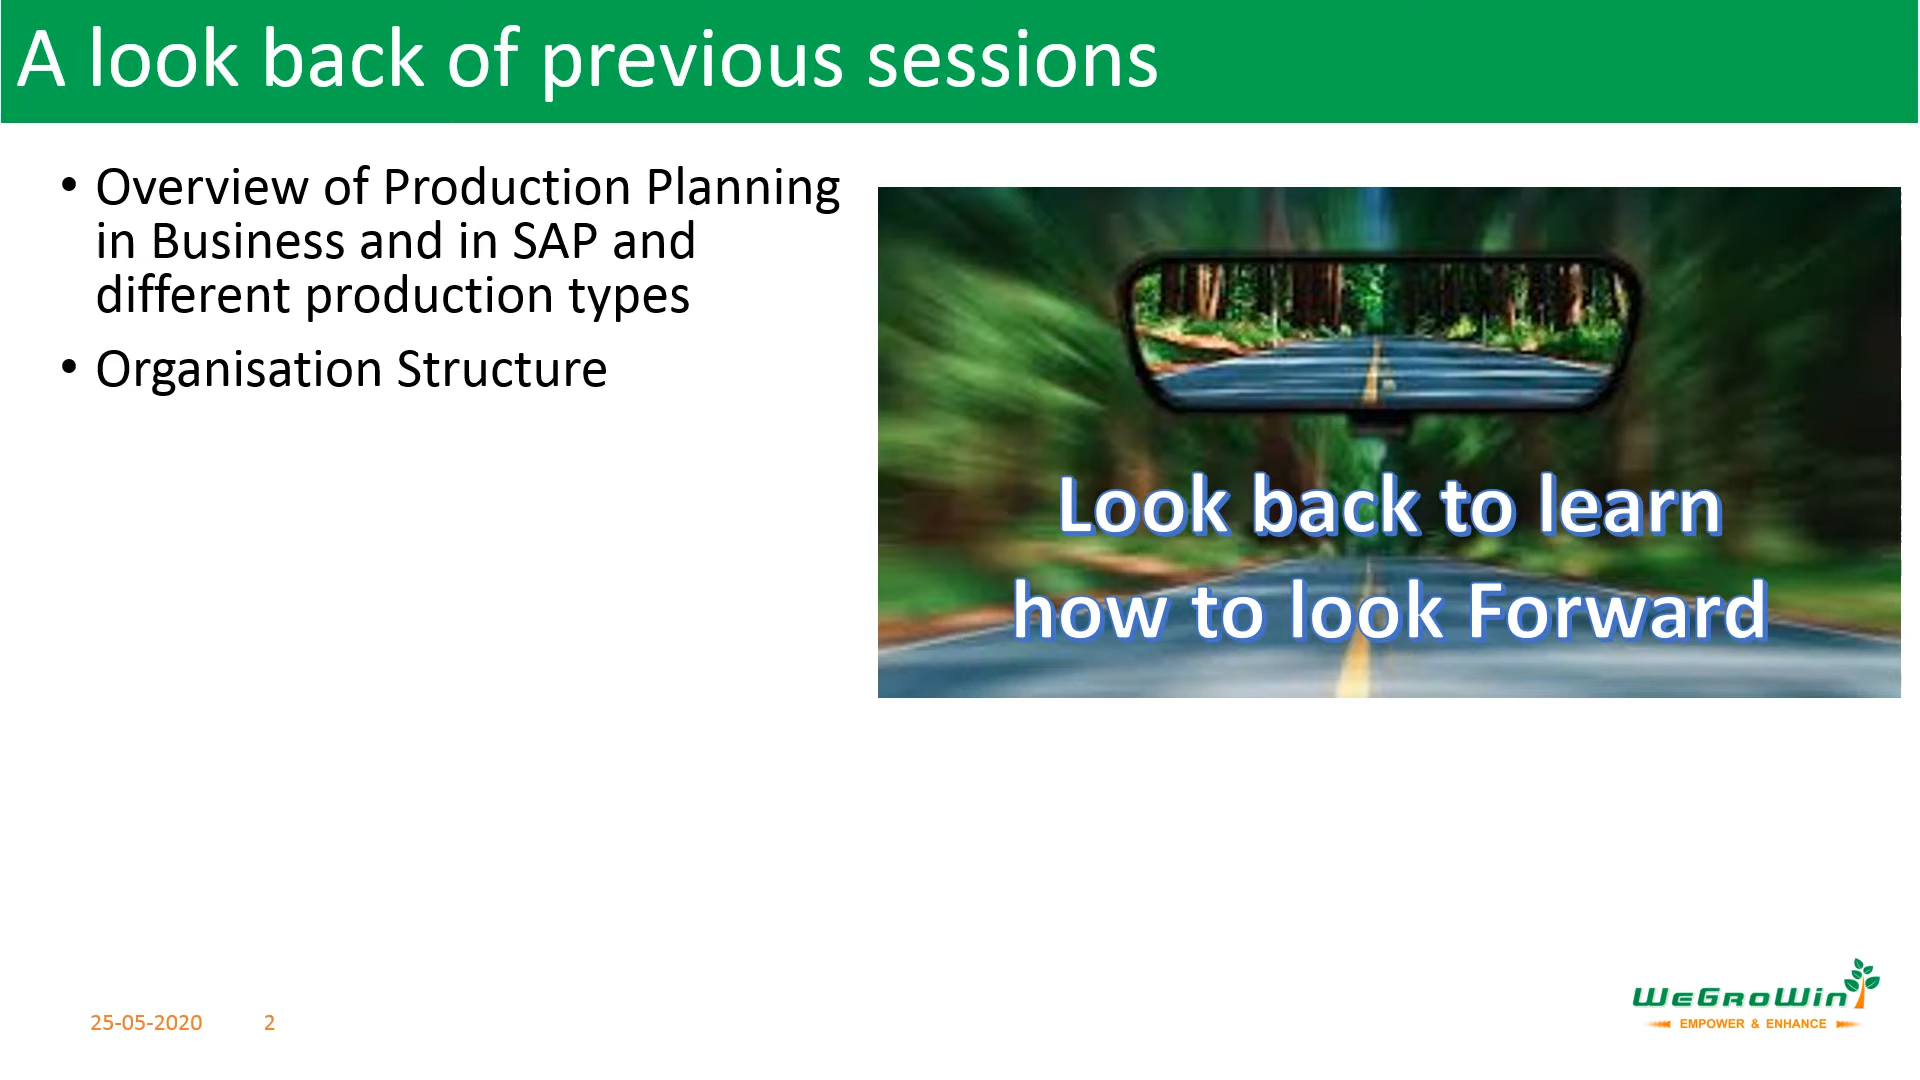 A look back of previous sessions
• Overview of Production Planning
in Business and in SAP and
different production types
• Organisation Structure
Look back to learn
how to look Forward
25-05-2020 2
WeGroWin
EMPOWER & ENHANCE